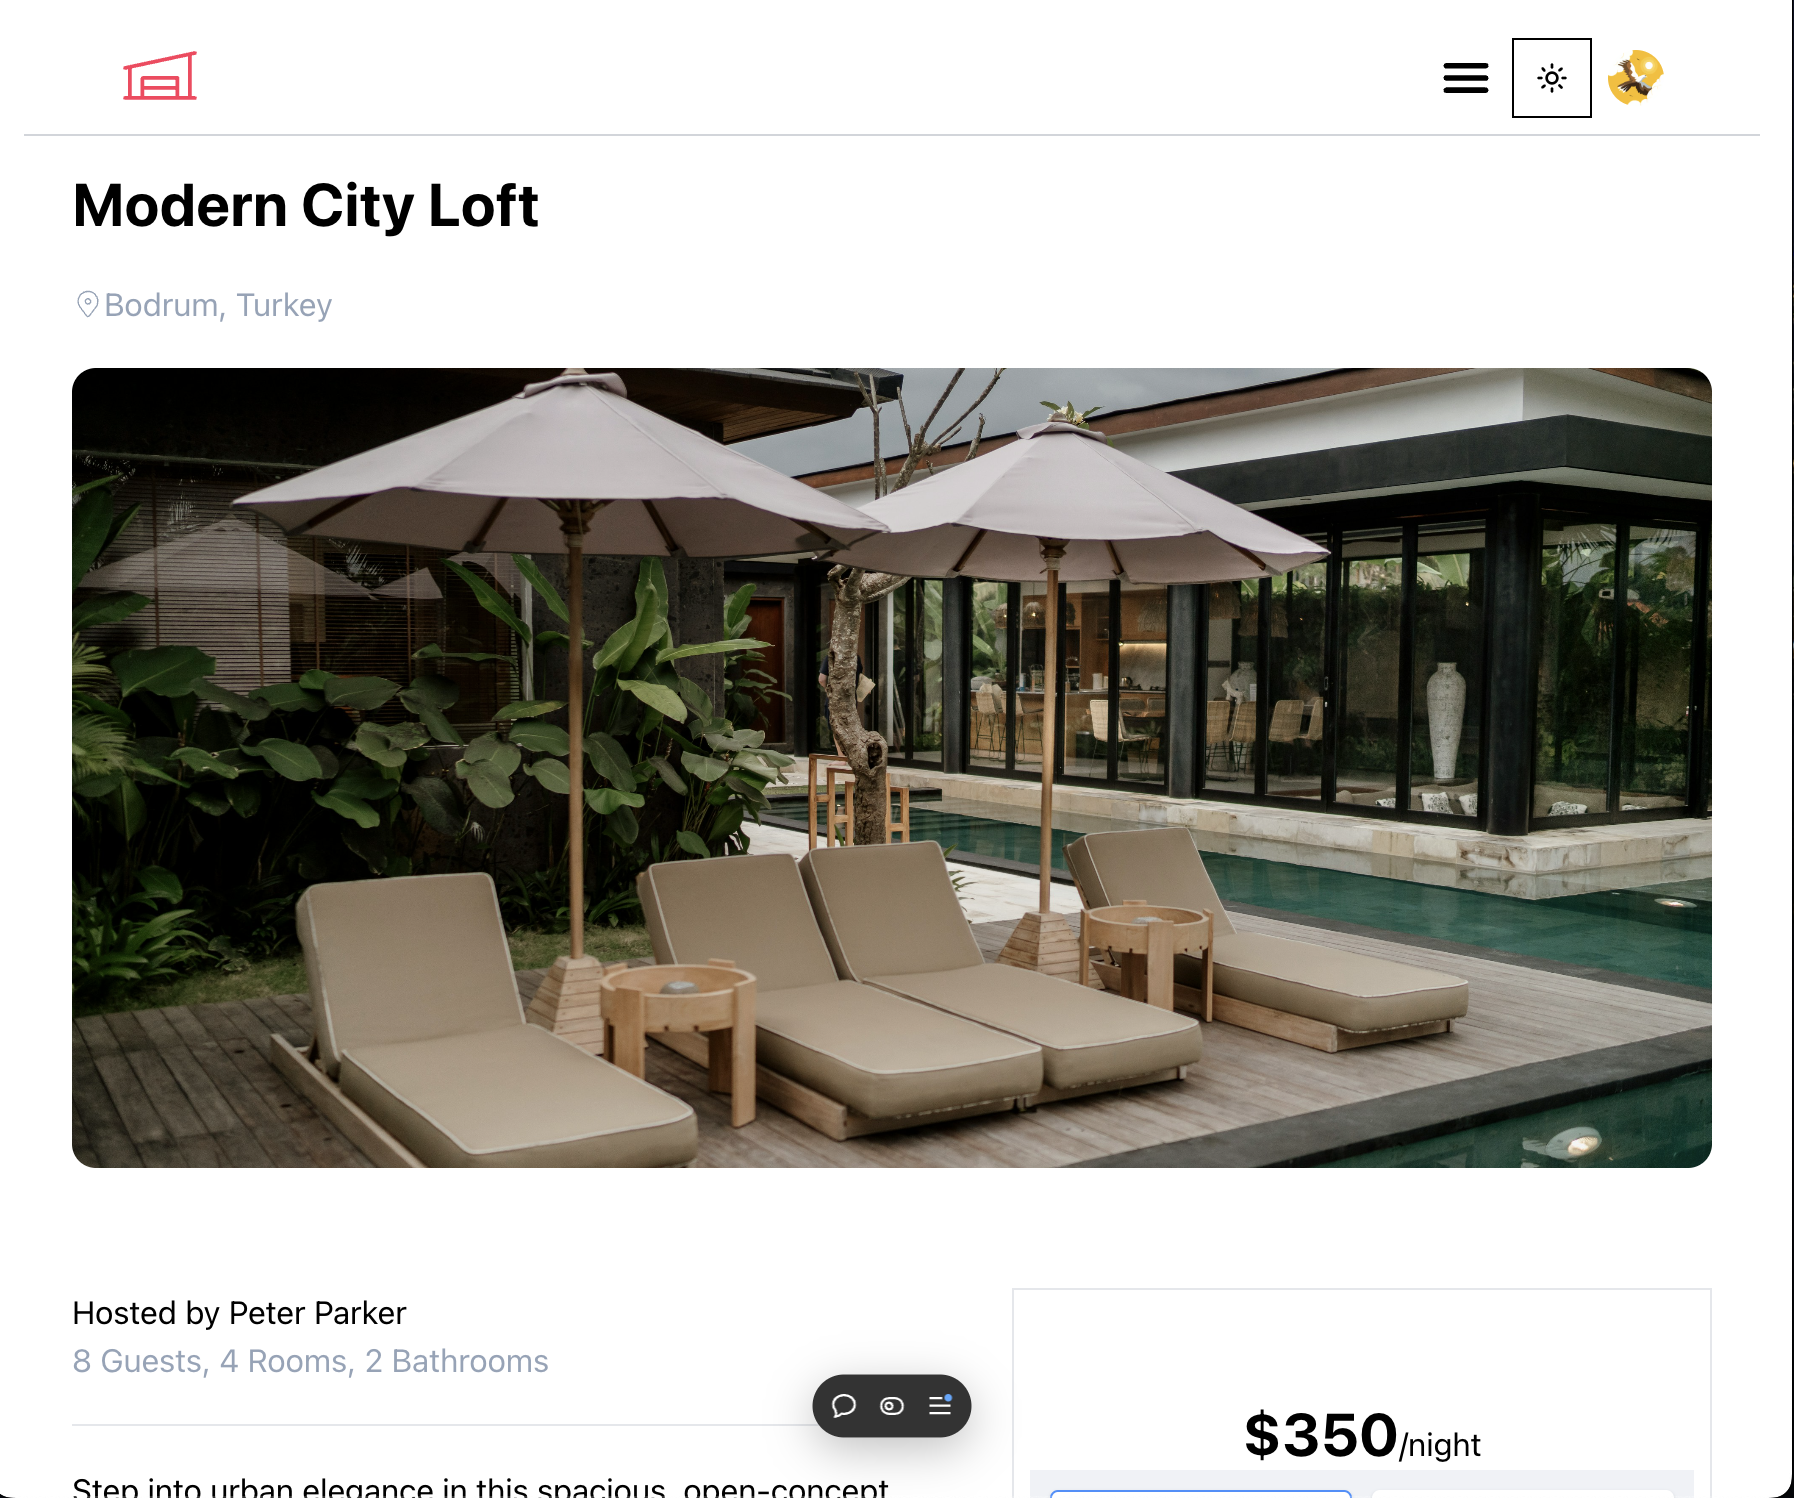 Modern City Loft
Bodrum, Turkey
Hosted by Peter Parker
8 Guests, 4 Rooms, 2 Bathrooms
Step into urban elegance in this spacious, open-concept
$350/night